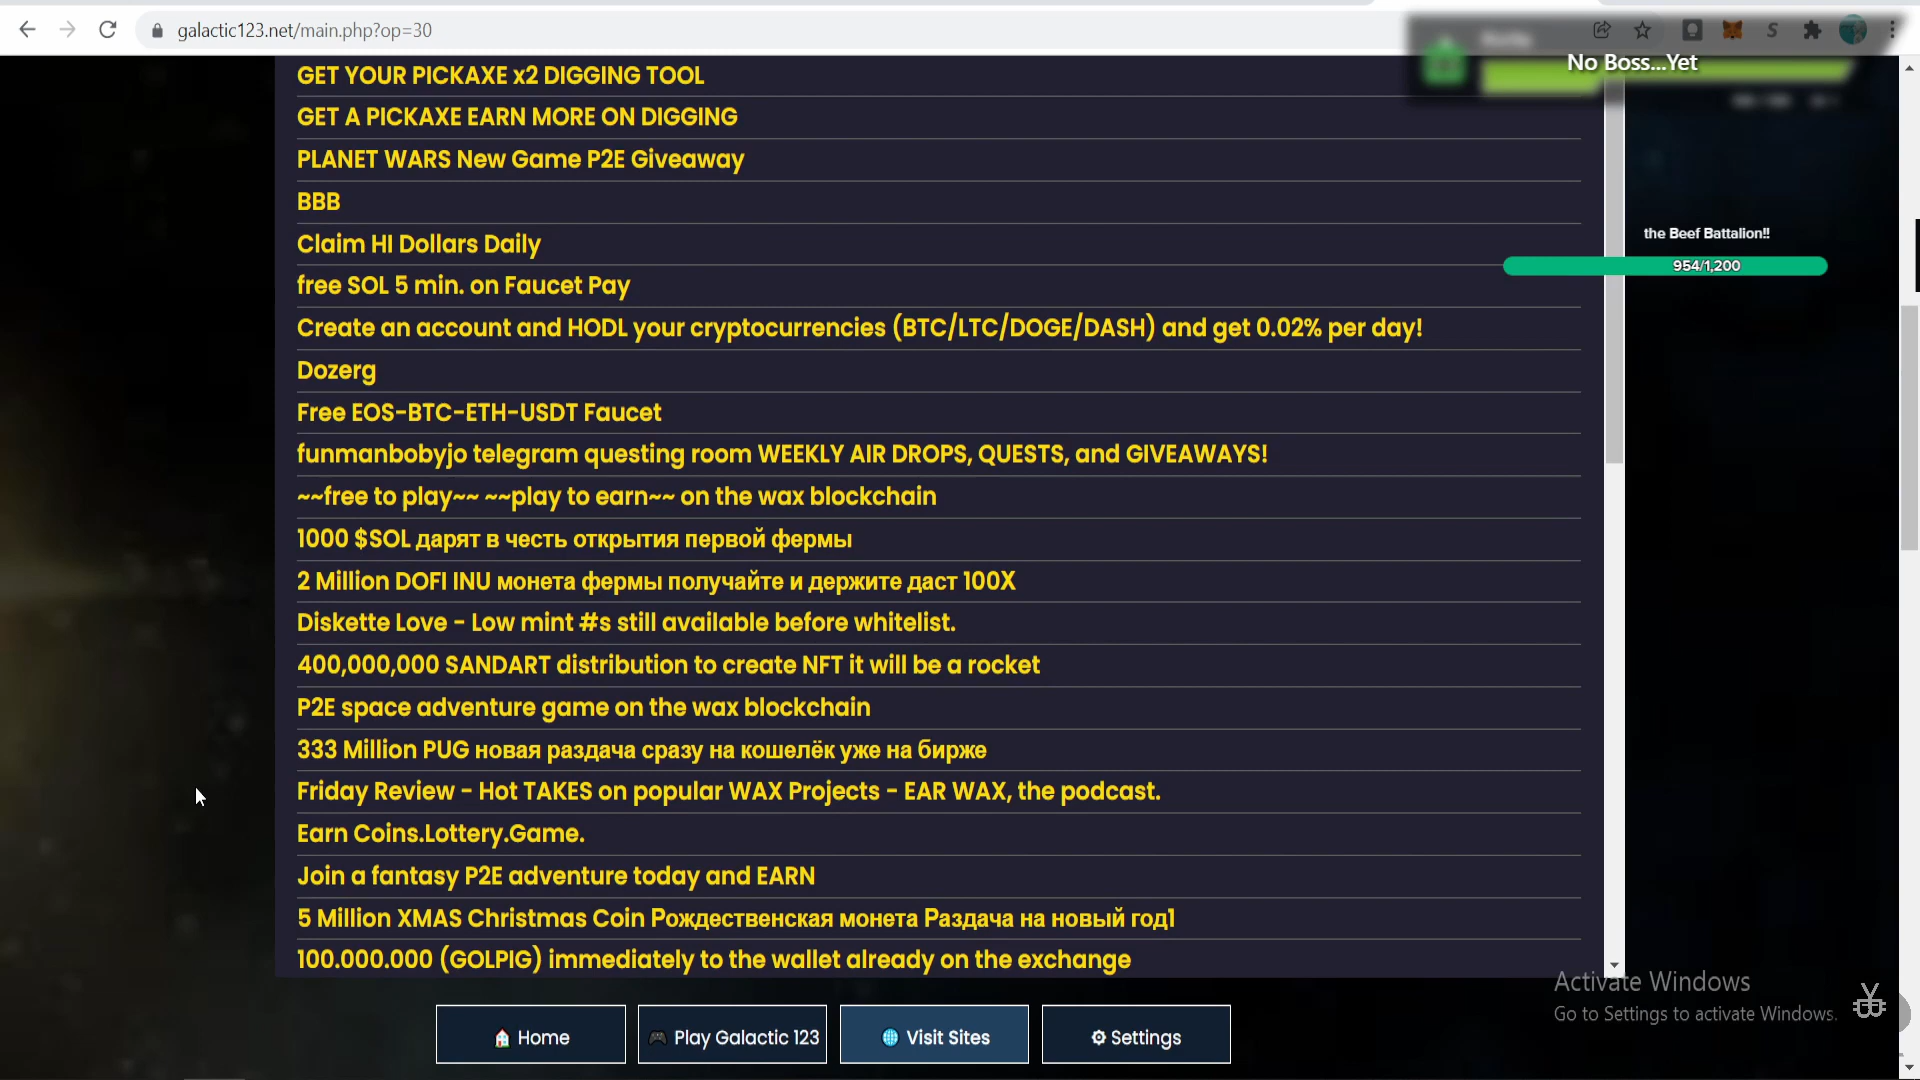 galactic123.net/main.php?op=30
No Boss...Yet
GET YOUR PICKAXE x2 DIGGING TOOL
GET A PICKAXE EARN MORE ON DIGGING
PLANET WARS New Game P2E Giveaway
BBB
Claim HI Dollars Daily
the Beef Battalion!!
954/1,200
free SOL 5 min. on Faucet Pay
Create an account and HODL your cryptocurrencies (BTC/LTC/DOGE/DASH) and get 0.02% per day!
Dozerg
Free EOS-BTC-ETH-USDT Faucet
funmanbobyjo telegram questing room WEEKLY AIR DROPS, QUESTS, and GIVEAWAYS!
~~free to play~~ ~~play to earn~~ on the wax blockchain
1000 $SOL дарят в честь открытия первой фермы
2 Million DOFI INU монета фермы получайте и держите даст 100X
Diskette Love - Low mint #s still available before whitelist.
400,000,000 SANDART distribution to create NFT it will be a rocket
P2E space adventure game on the wax blockchain
333 Million PUG новая раздача сразу на кошелёк уже на бирже
Friday Review - Hot TAKES on popular WAX Projects - EAR WAX, the podcast.
Earn Coins.Lottery.Game.
Join a fantasy P2E adventure today and EARN
5 Million XMAS Christmas Coin Рождественская монета Раздача на новый год1
100.000.000 (GOLPIG) immediately to the wallet already on the exchange
Activate Windows
Go to Settings to activate Windows.
Home
Play Galactic 123
Visit Sites
Settings